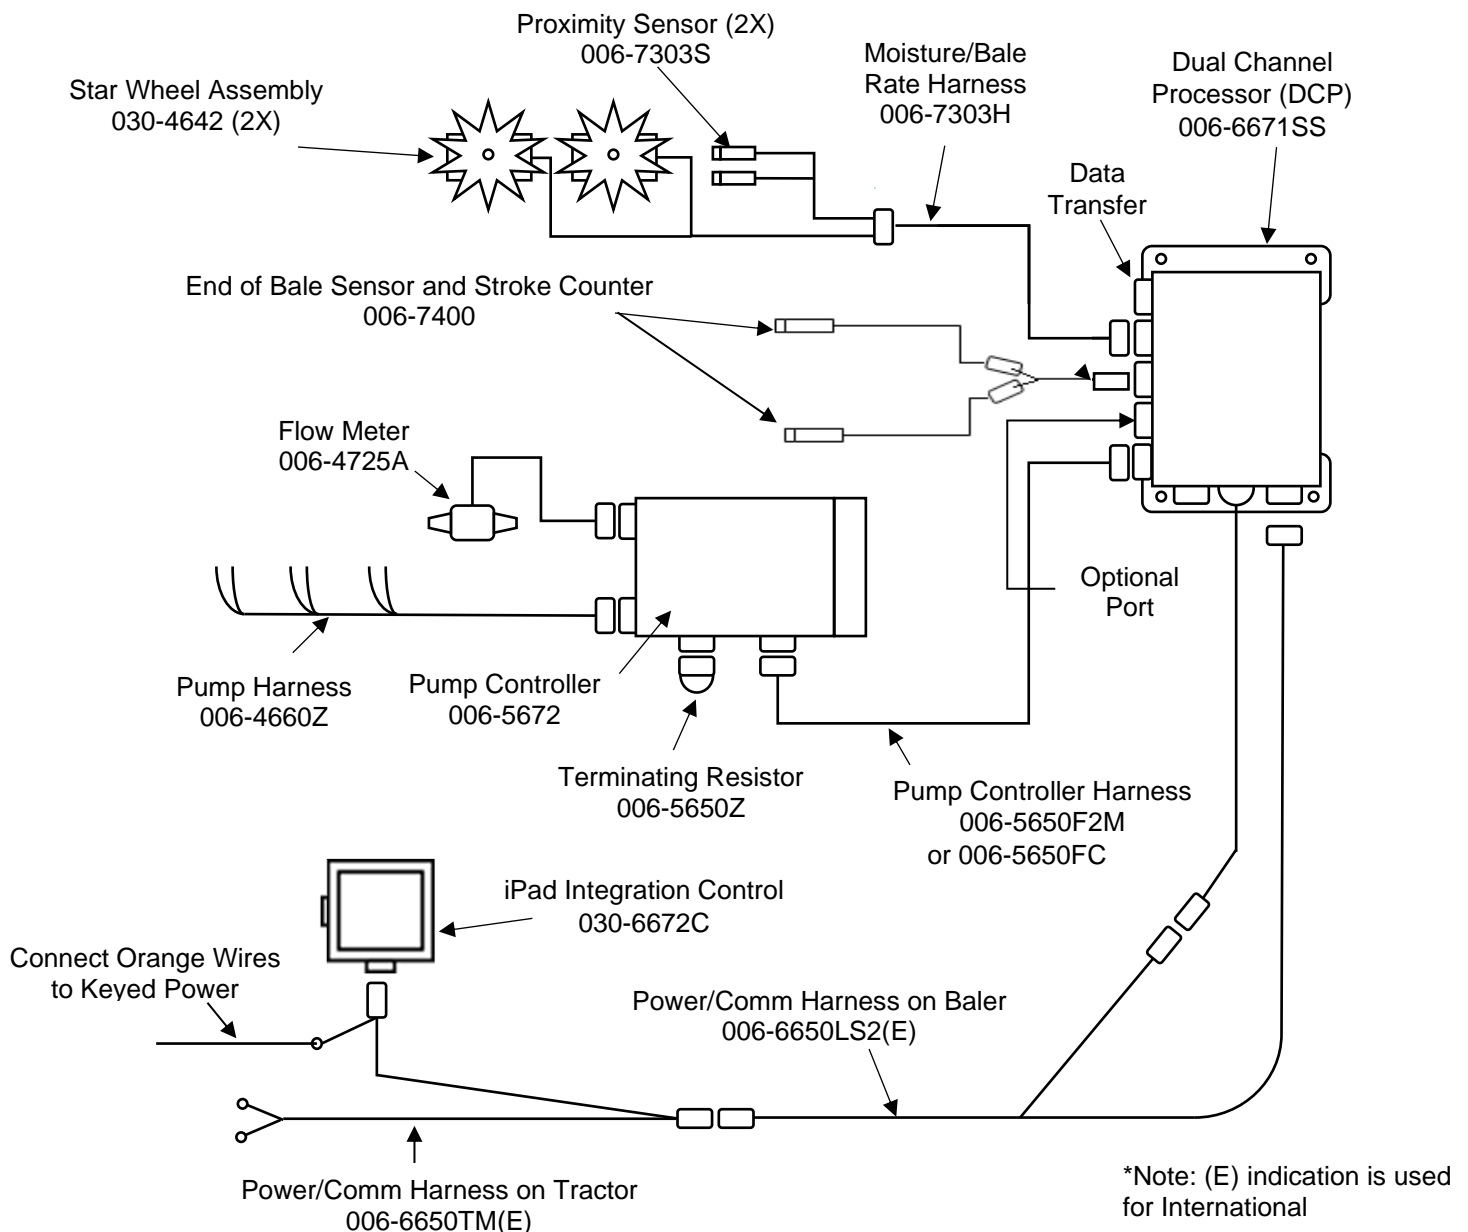 Proximity Sensor (2X)
006-7303S
Moisture/Bale
Rate Harness
006-7303H
Dual Channel
Processor (DCP)
006-6671SS
Star Wheel Assembly
030-4642 (2X)
Data
Transfer
End of Bale Sensor and Stroke Counter
006-7400
Flow Meter
006-4725A
Optional
Port
Pump Harness
006-4660Z
Pump Controller
006-5672
Terminating Resistor
006-5650Z
Pump Controller Harness
006-5650F2M
or 006-5650FC
iPad Integration Control
030-6672C
Connect Orange Wires
to Keyed Power
Power/Comm Harness on Baler
006-6650LS2(E)
Power/Comm Harness on Tractor
006-6650TM(E)
*Note: (E) indication is used
for International